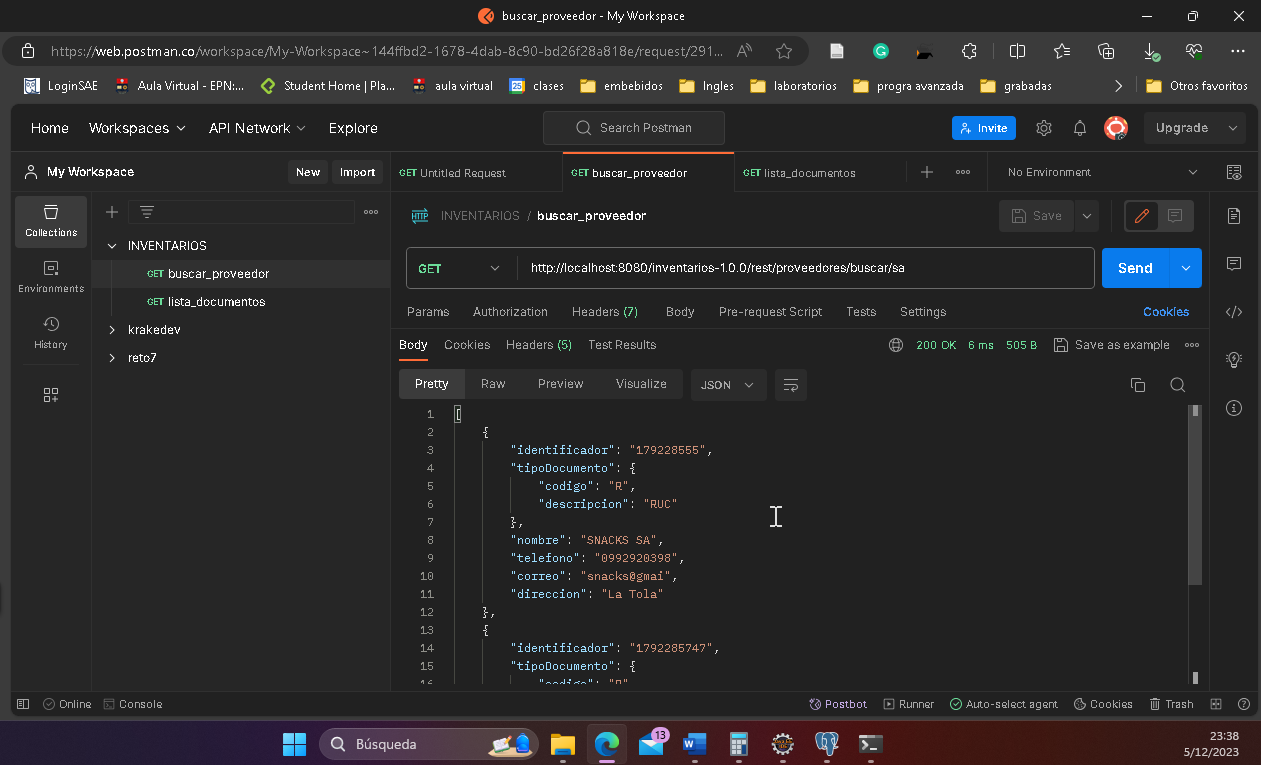 buscar_proveedor - My Workspace
https://web.postman.co/workspace/My-Workspace~144ffbd2-1678-4dab-8c90-bd26f28a818e/request/291...
LoginSAE
Aula Virtual - EPN:...
Student Home | Pla...
aula virtual
25
clases
embebidos
Ingles
laboratorios
progra avanzada
grabadas
Otros favoritos
Home
Workspaces
API Network
Explore
Search Postman
Invite
Upgrade
My Workspace
New
Import
GET Untitled Request
GET buscar_proveedor
GET lista_documentos
No Environment
Collections
Environments
History
INVENTARIOS
GET buscar_proveedor
GET lista_documentos
krakedev
reto7
HTTP INVENTARIOS / buscar_proveedor
Save
GET
http://localhost:8080/inventarios-1.0.0/rest/proveedores/buscar/sa
Send
Params
Authorization
Headers (7)
Body
Pre-request Script
Tests
Settings
Cookies
Body
Cookies
Headers (5)
Test Results
200 OK
6 ms
505 B
Save as example
Pretty
Raw
Preview
Visualize
JSON
1 [
2 {
3 "identificador": "179228555",
4 "tipoDocumento": {
5 "codigo": "R",
6 "descripcion": "RUC"
7 },
8 "nombre": "SNACKS SA",
9 "telefono": "0992920398",
10 "correo": "snacks@gmai",
11 "direccion": "La Tola"
12 },
13 {
14 "identificador": "1792285747",
15 "tipoDocumento": {
16 "codigo": "R"
Online
Console
Postbot
Runner
Auto-select agent
Cookies
Trash
Búsqueda
13
23:38
5/12/2023